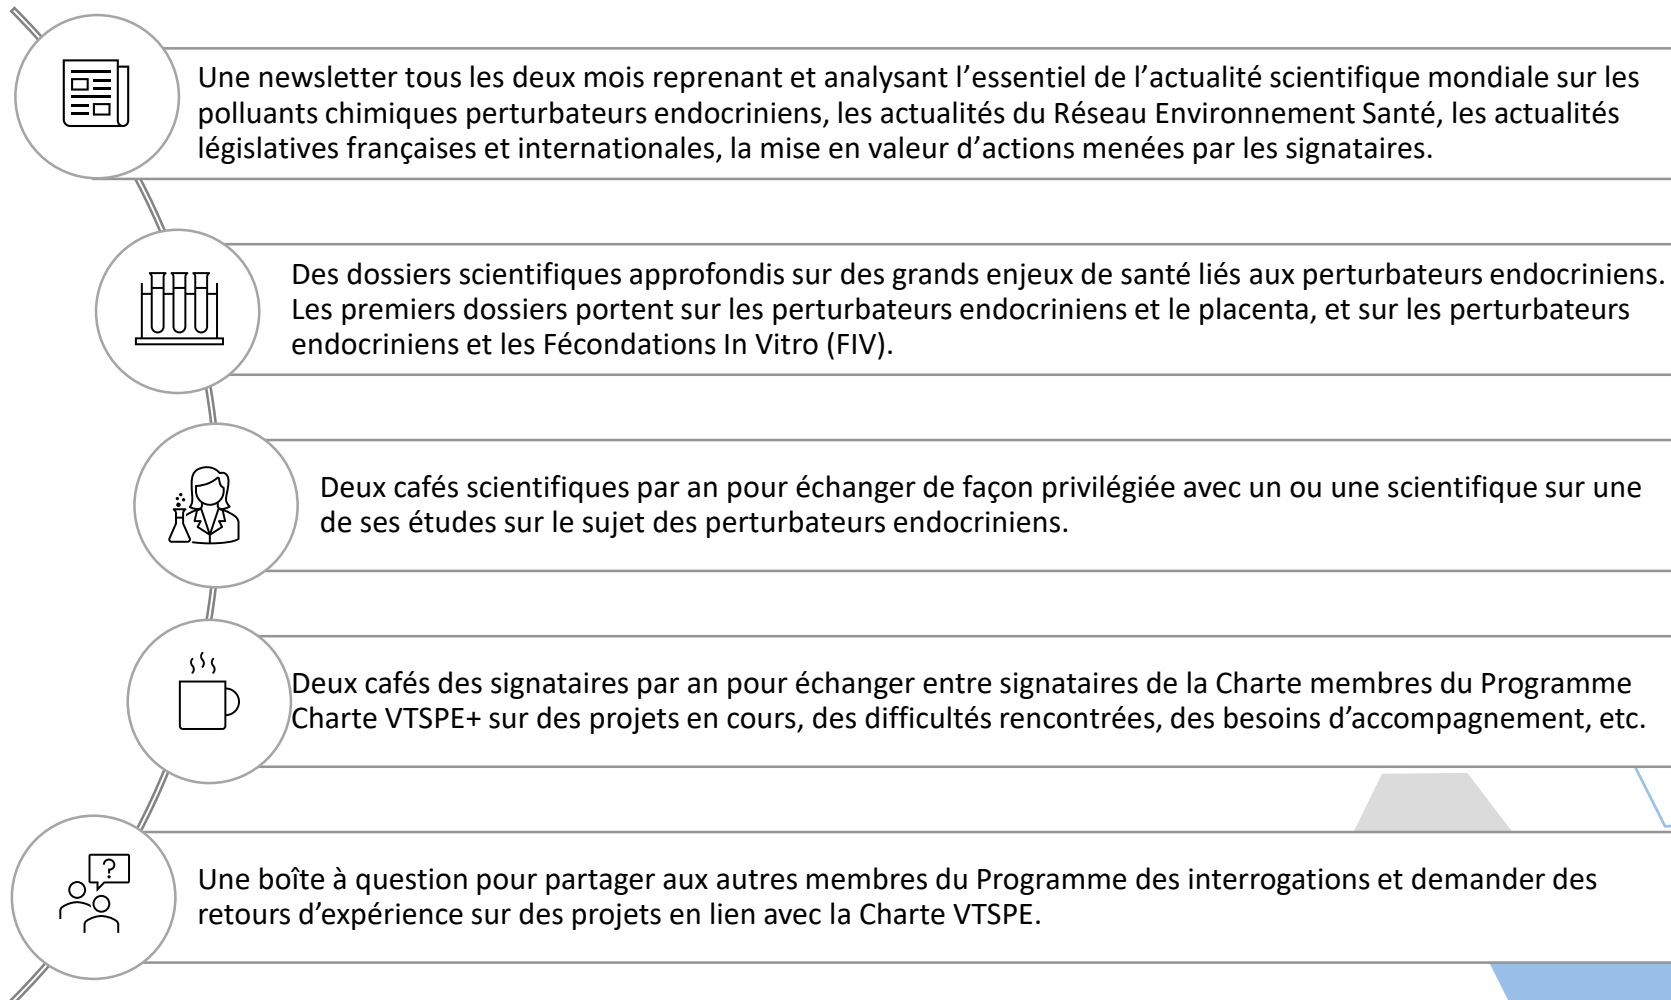 Une newsletter tous les deux mois reprenant et analysant l’essentiel de l’actualité scientifique mondiale sur les
polluants chimiques perturbateurs endocriniens, les actualités du Réseau Environnement Santé, les actualités
législatives françaises et internationales, la mise en valeur d’actions menées par les signataires.
Des dossiers scientifiques approfondis sur des grands enjeux de santé liés aux perturbateurs endocriniens.
Les premiers dossiers portent sur les perturbateurs endocriniens et le placenta, et sur les perturbateurs
endocriniens et les Fécondations In Vitro (FIV).
Deux cafés scientifiques par an pour échanger de façon privilégiée avec un ou une scientifique sur une
de ses études sur le sujet des perturbateurs endocriniens.
Deux cafés des signataires par an pour échanger entre signataires de la Charte membres du Programme
Charte VTSPE+ sur des projets en cours, des difficultés rencontrées, des besoins d’accompagnement, etc.
?
Une boîte à question pour partager aux autres membres du Programme des interrogations et demander des
retours d’expérience sur des projets en lien avec la Charte VTSPE.